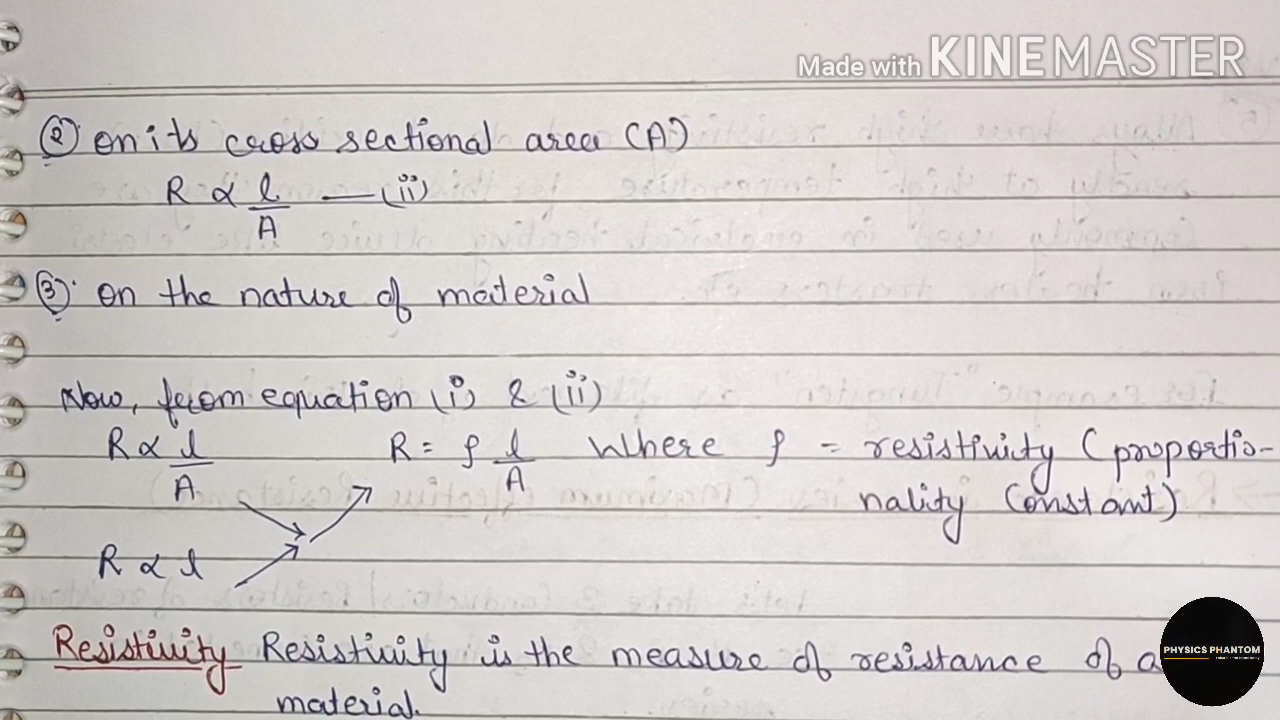 Made with KINEMASTER
② on its cross sectional area (A)
R ∝ l/A — (ii)
③ on the nature of material
Now, from equation (i) & (ii)
R ∝ l/A R = ρ l/A Where ρ = resistivity (proportio-
nality Constant)
R ∝ l
Resistivity Resistivity is the measure of resistance of a
material.
PHYSICS PHANTOM